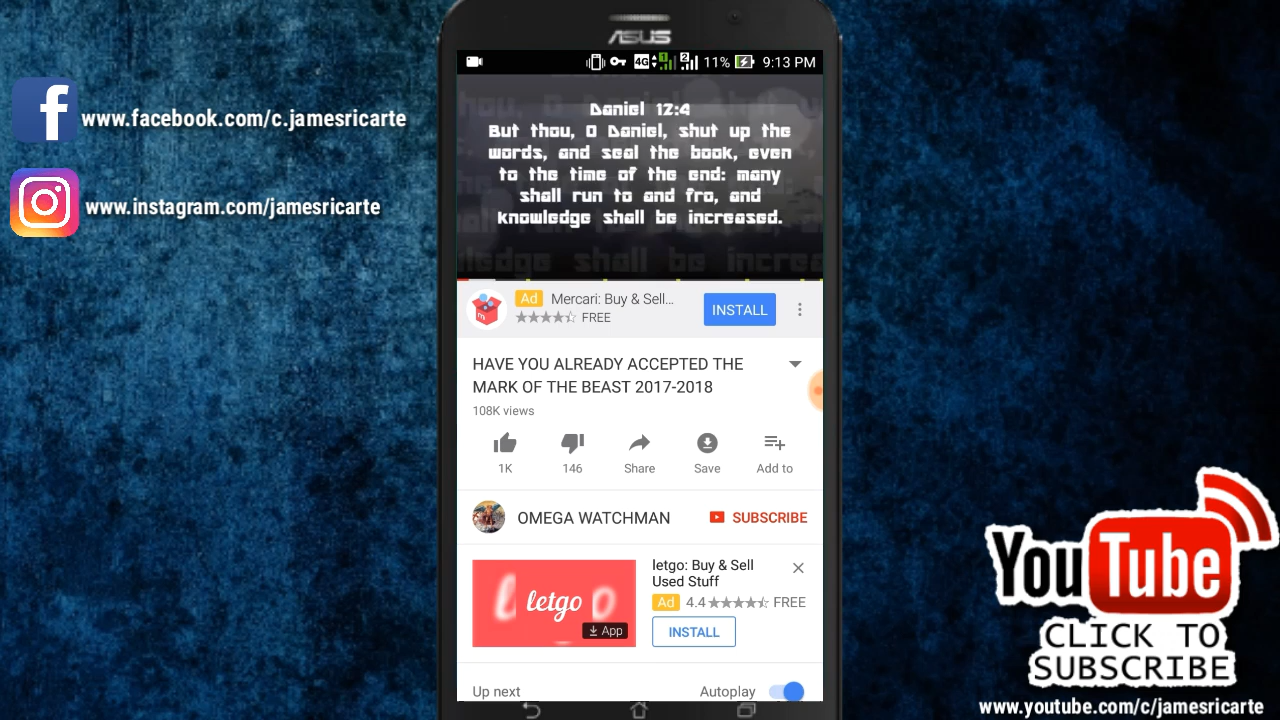 ASUS
4G 1 2 11% 9:13 PM
www.facebook.com/c.jamesricarte
www.instagram.com/jamesricarte
Daniel 12:4
But thou, O Daniel, shut up the
words, and seal the book, even
to the time of the end: many
shall run to and fro, and
knowledge shall be increased.
Ad Mercari: Buy & Sell...
FREE
INSTALL
HAVE YOU ALREADY ACCEPTED THE
MARK OF THE BEAST 2017-2018
108K views
1K 146 Share Save Add to
OMEGA WATCHMAN SUBSCRIBE
letgo
App
letgo: Buy & Sell
Used Stuff
Ad 4.4 FREE
INSTALL
Up next Autoplay
YouTube
CLICK TO
SUBSCRIBE
www.youtube.com/c/jamesricarte